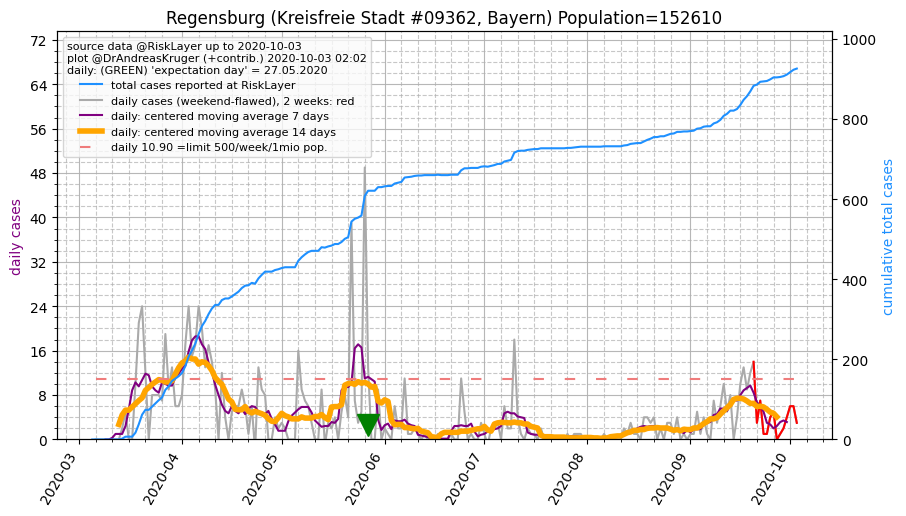 Regensburg (Kreisfreie Stadt #09362, Bayern) Population=152610
source data @RiskLayer up to 2020-10-03
plot @DrAndreasKruger (+contrib.) 2020-10-03 02:02
daily: (GREEN) 'expectation day' = 27.05.2020
total cases reported at RiskLayer
daily cases (weekend-flawed), 2 weeks: red
daily: centered moving average 7 days
daily: centered moving average 14 days
daily 10.90 =limit 500/week/1mio pop.
daily cases
72
64
56
48
40
32
24
16
8
0
cumulative total cases
1000
800
600
400
200
0
2020-03
2020-04
2020-05
2020-06
2020-07
2020-08
2020-09
2020-10